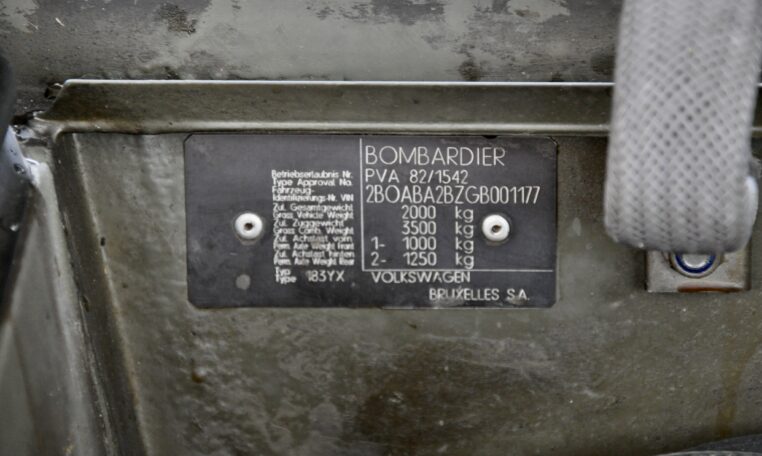 BOMBARDIER
Betriebserlaubnis Nr.
Type Approval No. PVA 82/1542
Fahrzeug-
Identifizierungs-Nr. VIN 2BOABA2BZGB001177
Zul. Gesamtgewicht
Gross Vehicle Weight 2000 kg
Zul. Zuggewicht
Gross Comb. Weight 3500 kg
Zul. Achslast vorn
Perm. Axle Weight Front 1- 1000 kg
Zul. Achslast hinten
Perm. Axle Weight Rear 2- 1250 kg
Typ
Type 183YX VOLKSWAGEN
BRUXELLES S.A.